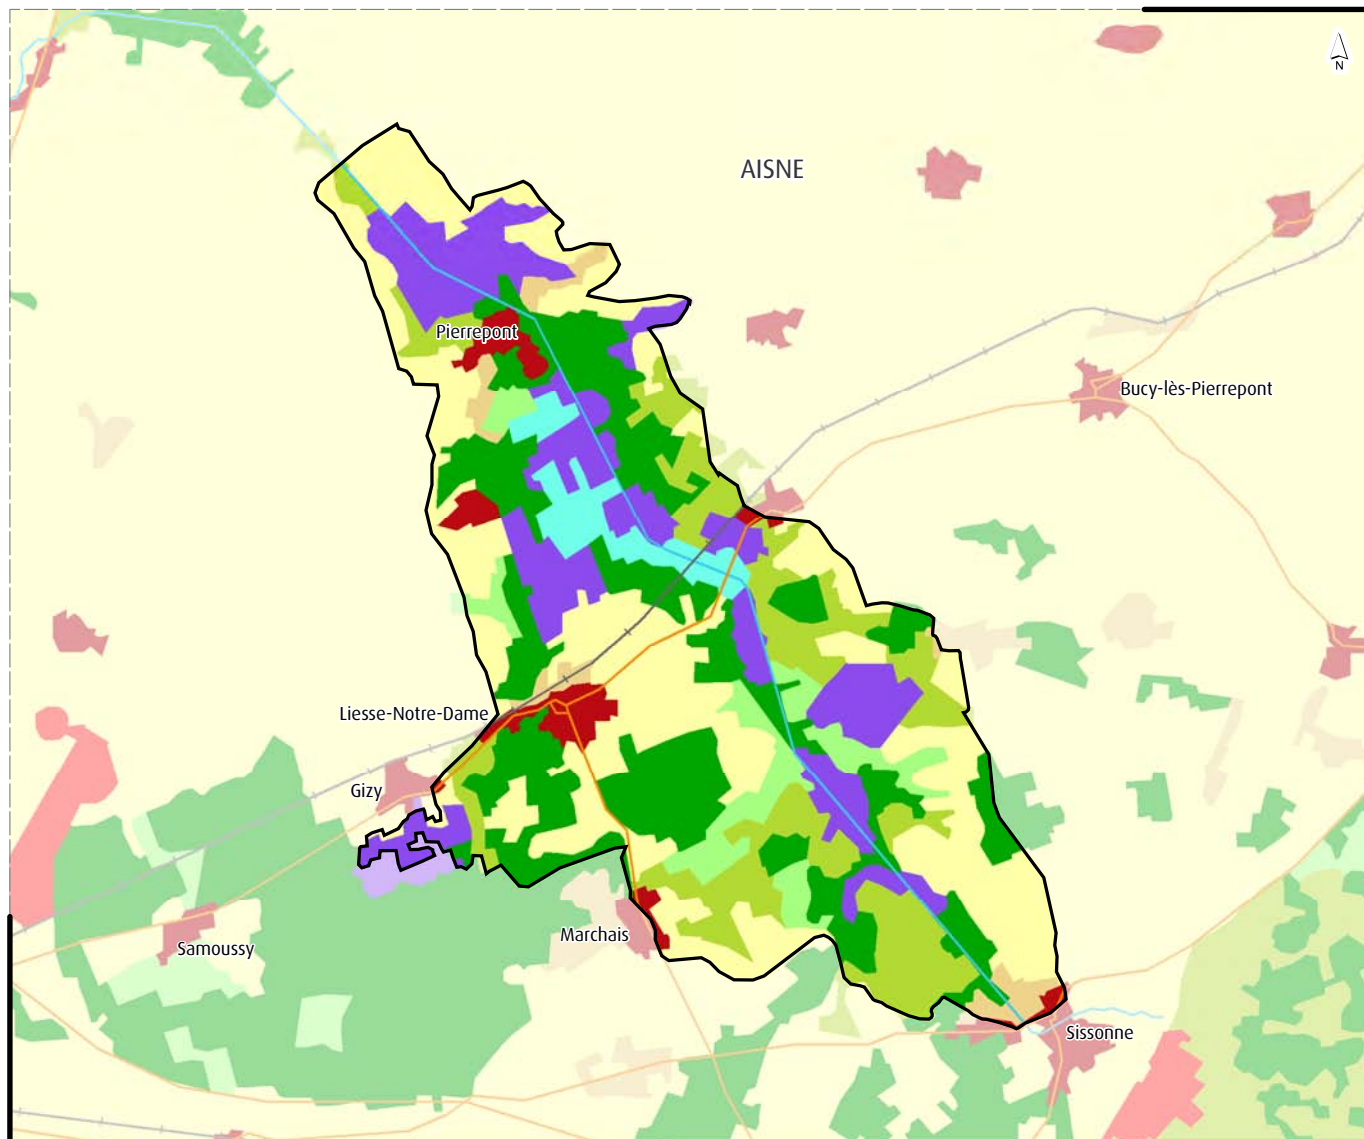 N
AISNE
Pierrepont
Bucy-lès-Pierrepont
Liesse-Notre-Dame
Gizy
Marchais
Samoussy
Sissonne